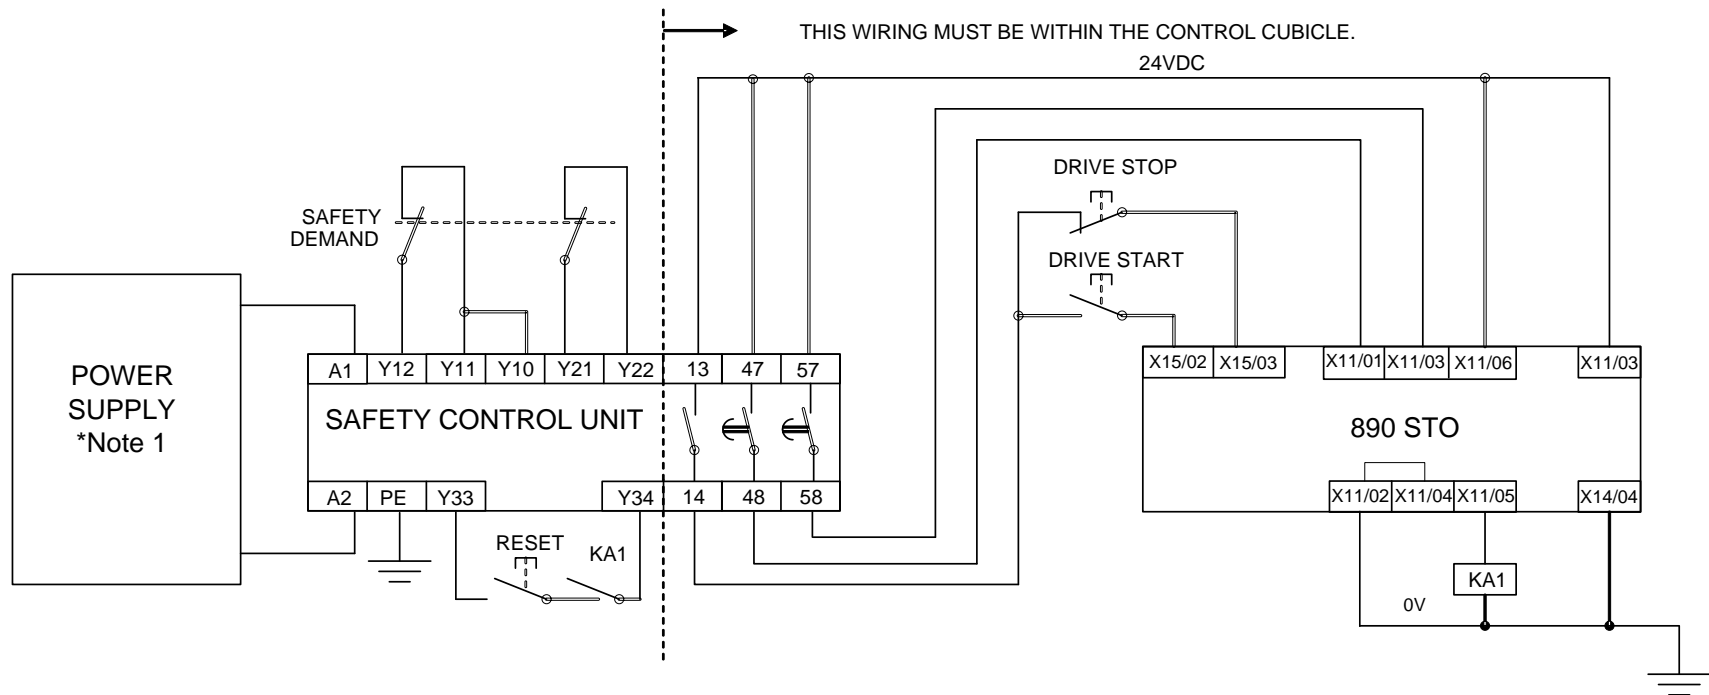 THIS WIRING MUST BE WITHIN THE CONTROL CUBICLE.
24VDC
DRIVE STOP
SAFETY
DEMAND
DRIVE START
POWER
SUPPLY
*Note 1
A1 Y12 Y11 Y10 Y21 Y22 13 47 57
X15/02 X15/03 X11/01 X11/03 X11/06 X11/03
SAFETY CONTROL UNIT
890 STO
A2 PE Y33 Y34 14 48 58
X11/02 X11/04 X11/05 X14/04
RESET
KA1
KA1
0V